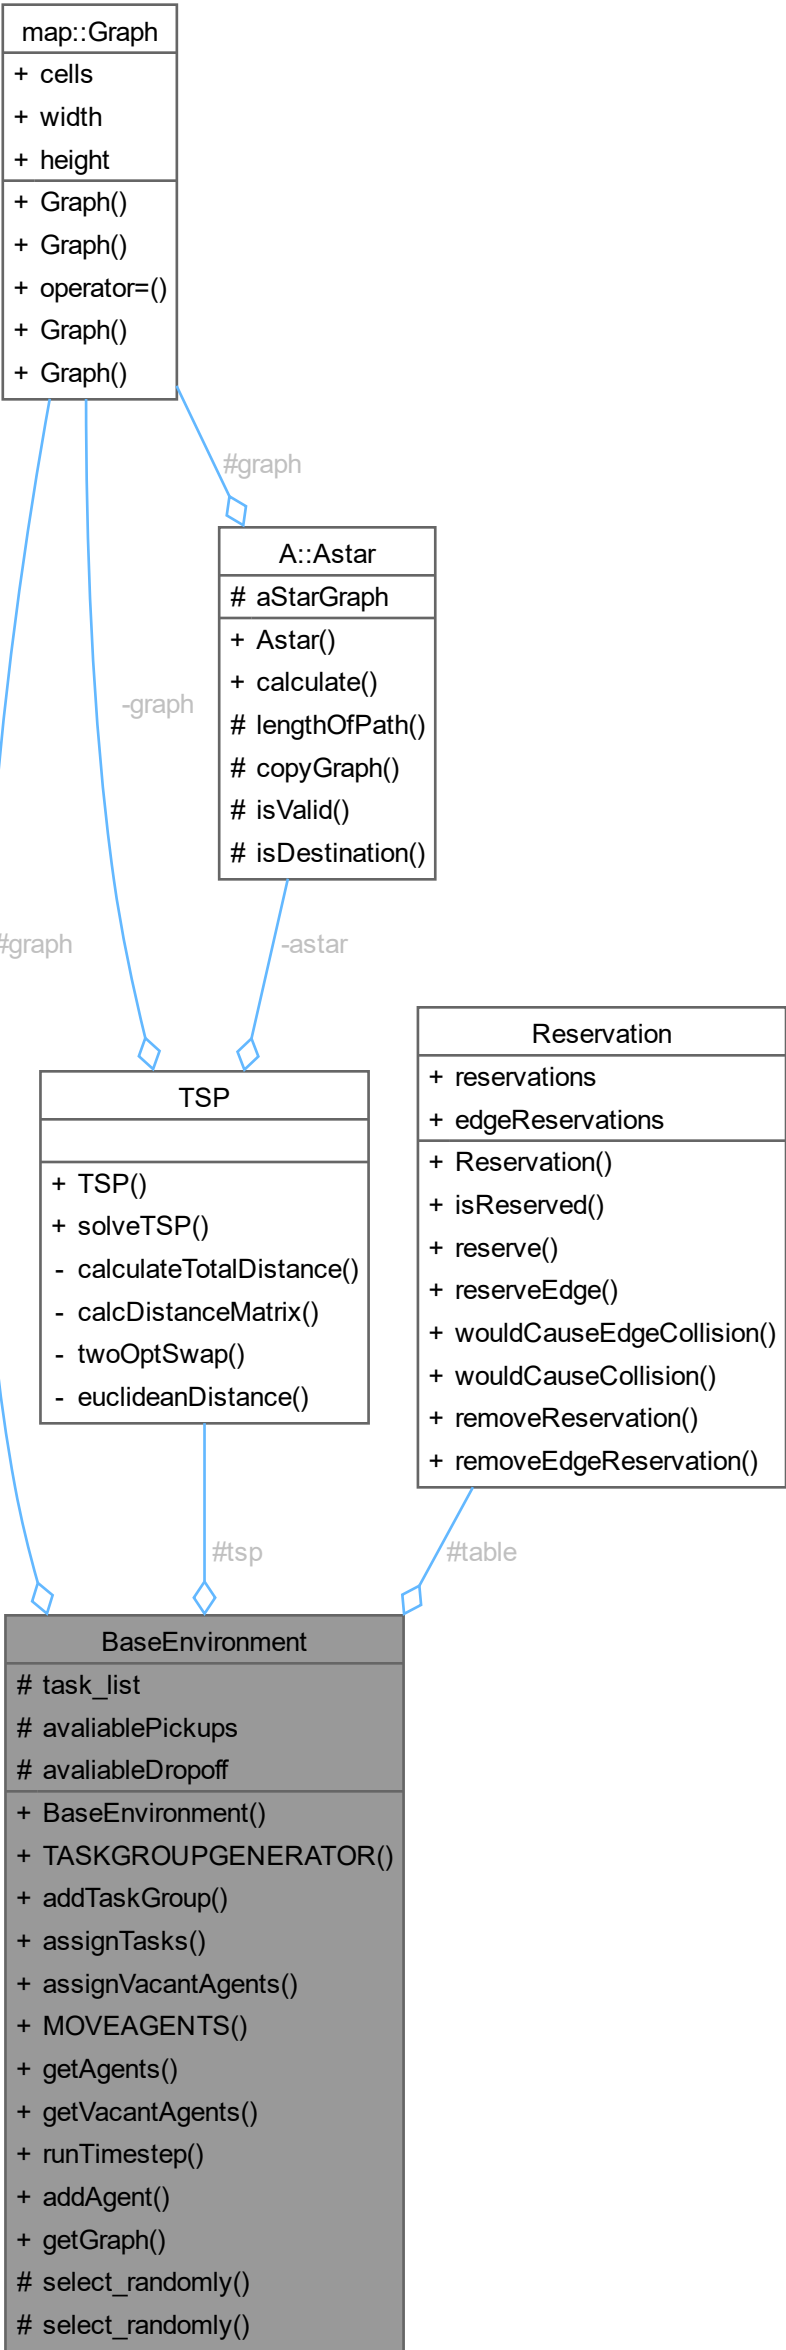 map::Graph
+ cells
+ width
+ height
+ Graph()
+ Graph()
+ operator=()
+ Graph()
+ Graph()
#graph
A::Astar
# aStarGraph
+ Astar()
+ calculate()
# lengthOfPath()
# copyGraph()
# isValid()
# isDestination()
-graph
#graph
-astar
TSP
+ TSP()
+ solveTSP()
- calculateTotalDistance()
- calcDistanceMatrix()
- twoOptSwap()
- euclideanDistance()
Reservation
+ reservations
+ edgeReservations
+ Reservation()
+ isReserved()
+ reserve()
+ reserveEdge()
+ wouldCauseEdgeCollision()
+ wouldCauseCollision()
+ removeReservation()
+ removeEdgeReservation()
#tsp
#table
BaseEnvironment
# task_list
# avaliablePickups
# avaliableDropoff
+ BaseEnvironment()
+ TASKGROUPGENERATOR()
+ addTaskGroup()
+ assignTasks()
+ assignVacantAgents()
+ MOVEAGENTS()
+ getAgents()
+ getVacantAgents()
+ runTimestep()
+ addAgent()
+ getGraph()
# select_randomly()
# select_randomly()